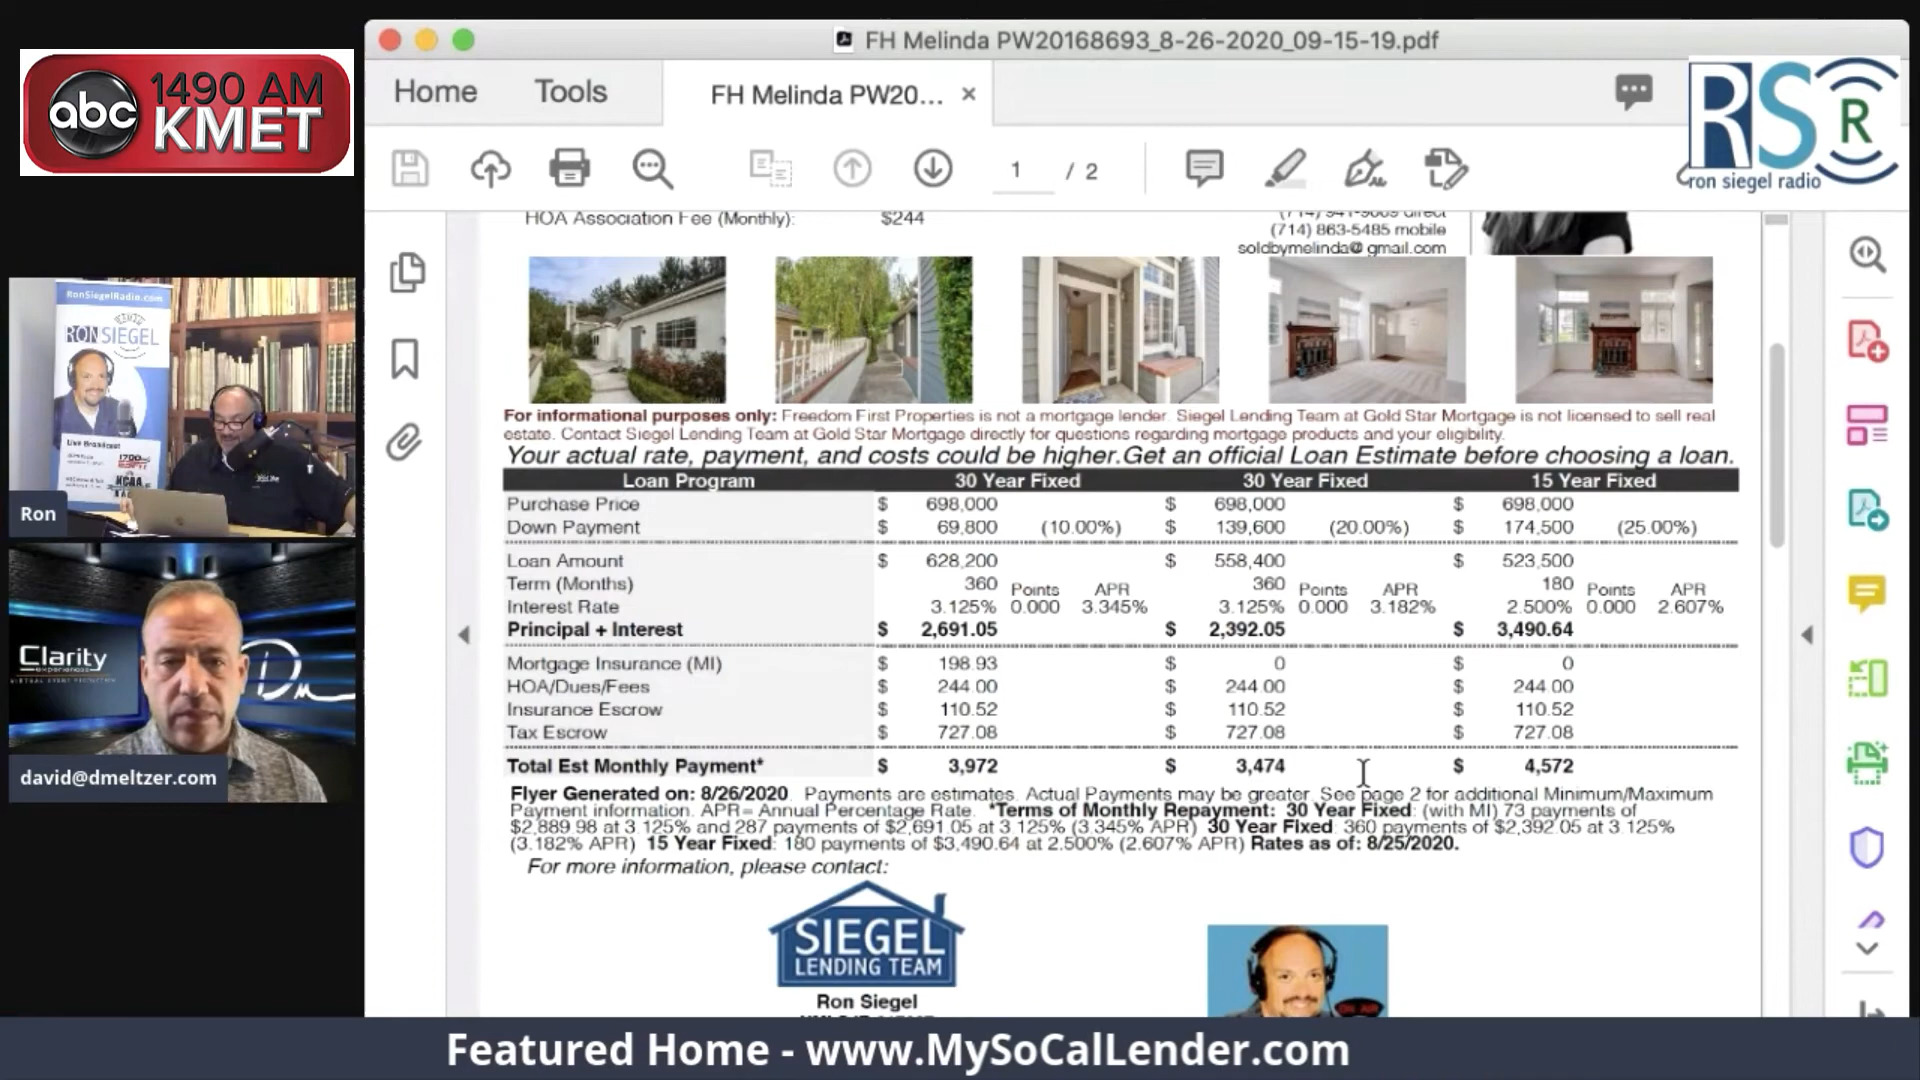 FH Melinda PW20168693_8-26-2020_09-15-19.pdf
abc
1490 AM
KMET
Home
Tools
FH Melinda PW20...
RS R
ron siegel radio
1 / 2
HOA Association Fee (Monthly): $244
(714) 863-5485 mobile
soldbymelinda@gmail.com
RonSiegelRadio.com
RON SIEGEL
Live Broadcast
Ron
Clarity
david@dmeltzer.com
For informational purposes only: Freedom First Properties is not a mortgage lender. Siegel Lending Team at Gold Star Mortgage is not licensed to sell real
estate. Contact Siegel Lending Team at Gold Star Mortgage directly for questions regarding mortgage products and your eligibility.
Your actual rate, payment, and costs could be higher.Get an official Loan Estimate before choosing a loan.
Loan Program 30 Year Fixed 30 Year Fixed 15 Year Fixed
Purchase Price $ 698,000 $ 698,000 $ 698,000
Down Payment $ 69,800 (10.00%) $ 139,600 (20.00%) $ 174,500 (25.00%)
Loan Amount $ 628,200 $ 558,400 $ 523,500
Term (Months) 360 Points APR 360 Points APR 180 Points APR
Interest Rate 3.125% 0.000 3.345% 3.125% 0.000 3.182% 2.500% 0.000 2.607%
Principal + Interest $ 2,691.05 $ 2,392.05 $ 3,490.64
Mortgage Insurance (MI) $ 198.93 $ 0 $ 0
HOA/Dues/Fees $ 244.00 $ 244.00 $ 244.00
Insurance Escrow $ 110.52 $ 110.52 $ 110.52
Tax Escrow $ 727.08 $ 727.08 $ 727.08
Total Est Monthly Payment* $ 3,972 $ 3,474 $ 4,572
Flyer Generated on: 8/26/2020. Payments are estimates. Actual Payments may be greater. See page 2 for additional Minimum/Maximum
Payment information. APR= Annual Percentage Rate. *Terms of Monthly Repayment: 30 Year Fixed: (with MI) 73 payments of
$2,889.98 at 3.125% and 287 payments of $2,691.05 at 3.125% (3.345% APR) 30 Year Fixed: 360 payments of $2,392.05 at 3.125%
(3.182% APR) 15 Year Fixed: 180 payments of $3,490.64 at 2.500% (2.607% APR) Rates as of: 8/25/2020.
For more information, please contact:
SIEGEL
LENDING TEAM
Ron Siegel
ON AIR
Featured Home - www.MySoCalLender.com